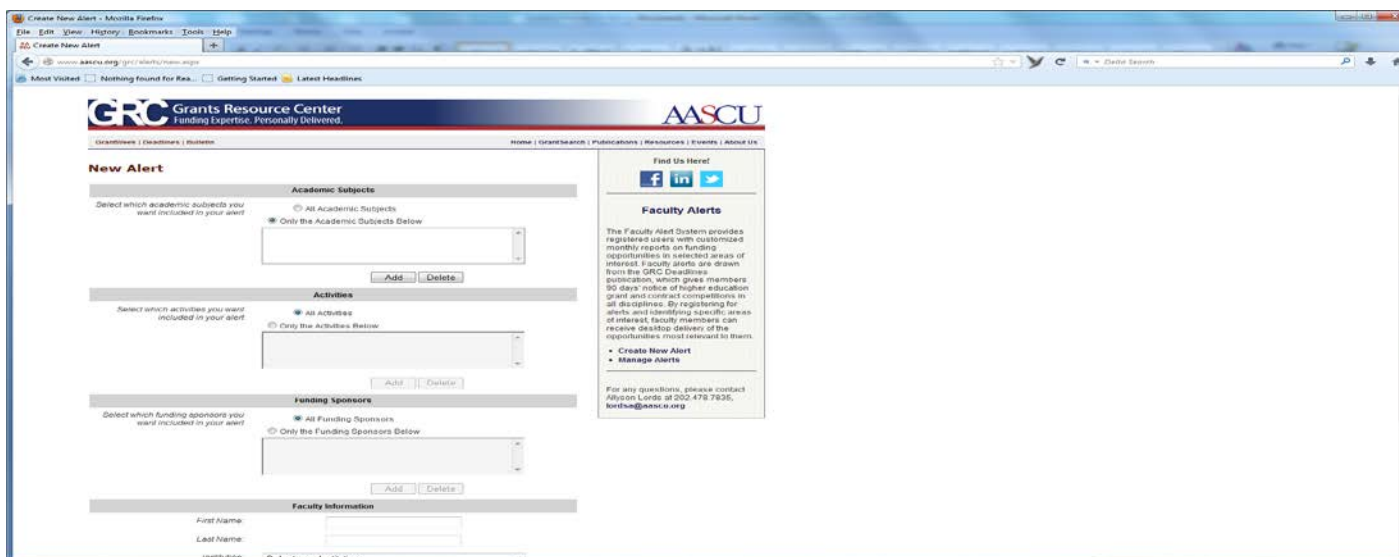 Create New Alert - Mozilla Firefox
File Edit View History Bookmarks Tools Help
Create New Alert
www.aascu.org/grc/alerts/new.aspx
Most Visited Nothing found for Rea... Getting Started Latest Headlines
GRC Grants Resource Center
Funding Expertise. Personally Delivered.
AASCU
GrantWeek | Deadlines | Bulletin
Home | GrantSearch | Publications | Resources | Events | About Us
New Alert
Academic Subjects
Select which academic subjects you want included in your alert
All Academic Subjects
Only the Academic Subjects Below
Add Delete
Activities
Select which activities you want included in your alert
All Activities
Only the Activities Below
Add Delete
Funding Sponsors
Select which funding sponsors you want included in your alert
All Funding Sponsors
Only the Funding Sponsors Below
Add Delete
Faculty Information
First Name:
Last Name:
Find Us Here!
Faculty Alerts
The Faculty Alert System provides
registered users with customized
monthly reports on funding
opportunities in selected areas of
interest. Faculty alerts are drawn
from the GRC Deadlines
publication, which gives members
90 days' notice of higher education
grant and contract competitions in
all disciplines. By registering for
alerts and identifying specific areas
of interest, faculty members can
receive desktop delivery of the
opportunities most relevant to them.
Create New Alert
Manage Alerts
For any questions, please contact
Allyson Lords at 202.478.7835,
lordsa@aascu.org